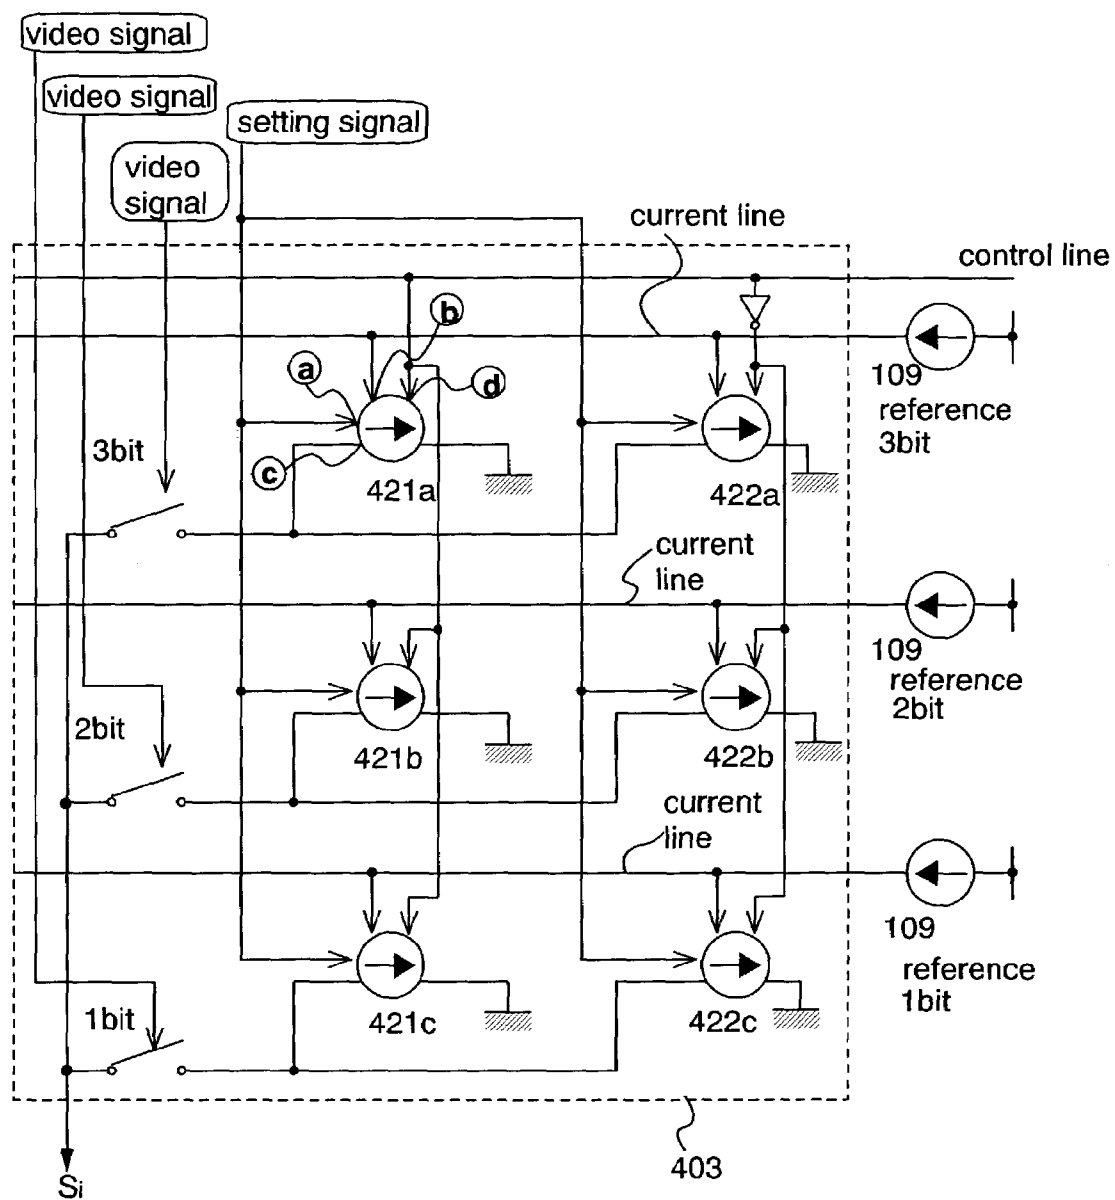 video signal
video signal
setting signal
video
signal
current line
control line
b
a
d
109
reference
3bit
3bit
c
421a
422a
current
line
109
reference
2bit
2bit
421b
422b
current
line
109
reference
1bit
1bit
421c
422c
403
Si